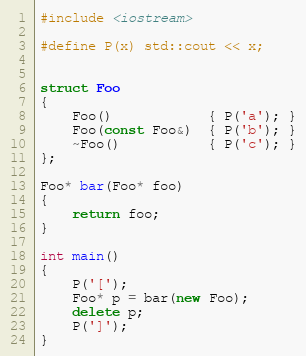 1 #include <iostream>
2
3 #define P(x) std::cout << x;
4
5
6 struct Foo
7 {
8     Foo()             { P('a'); }
9     Foo(const Foo&)  { P('b'); }
10     ~Foo()            { P('c'); }
11 };
12
13 Foo* bar(Foo* foo)
14 {
15     return foo;
16 }
17
18 int main()
19 {
20     P('[');
21     Foo* p = bar(new Foo);
22     delete p;
23     P(']');
24 }